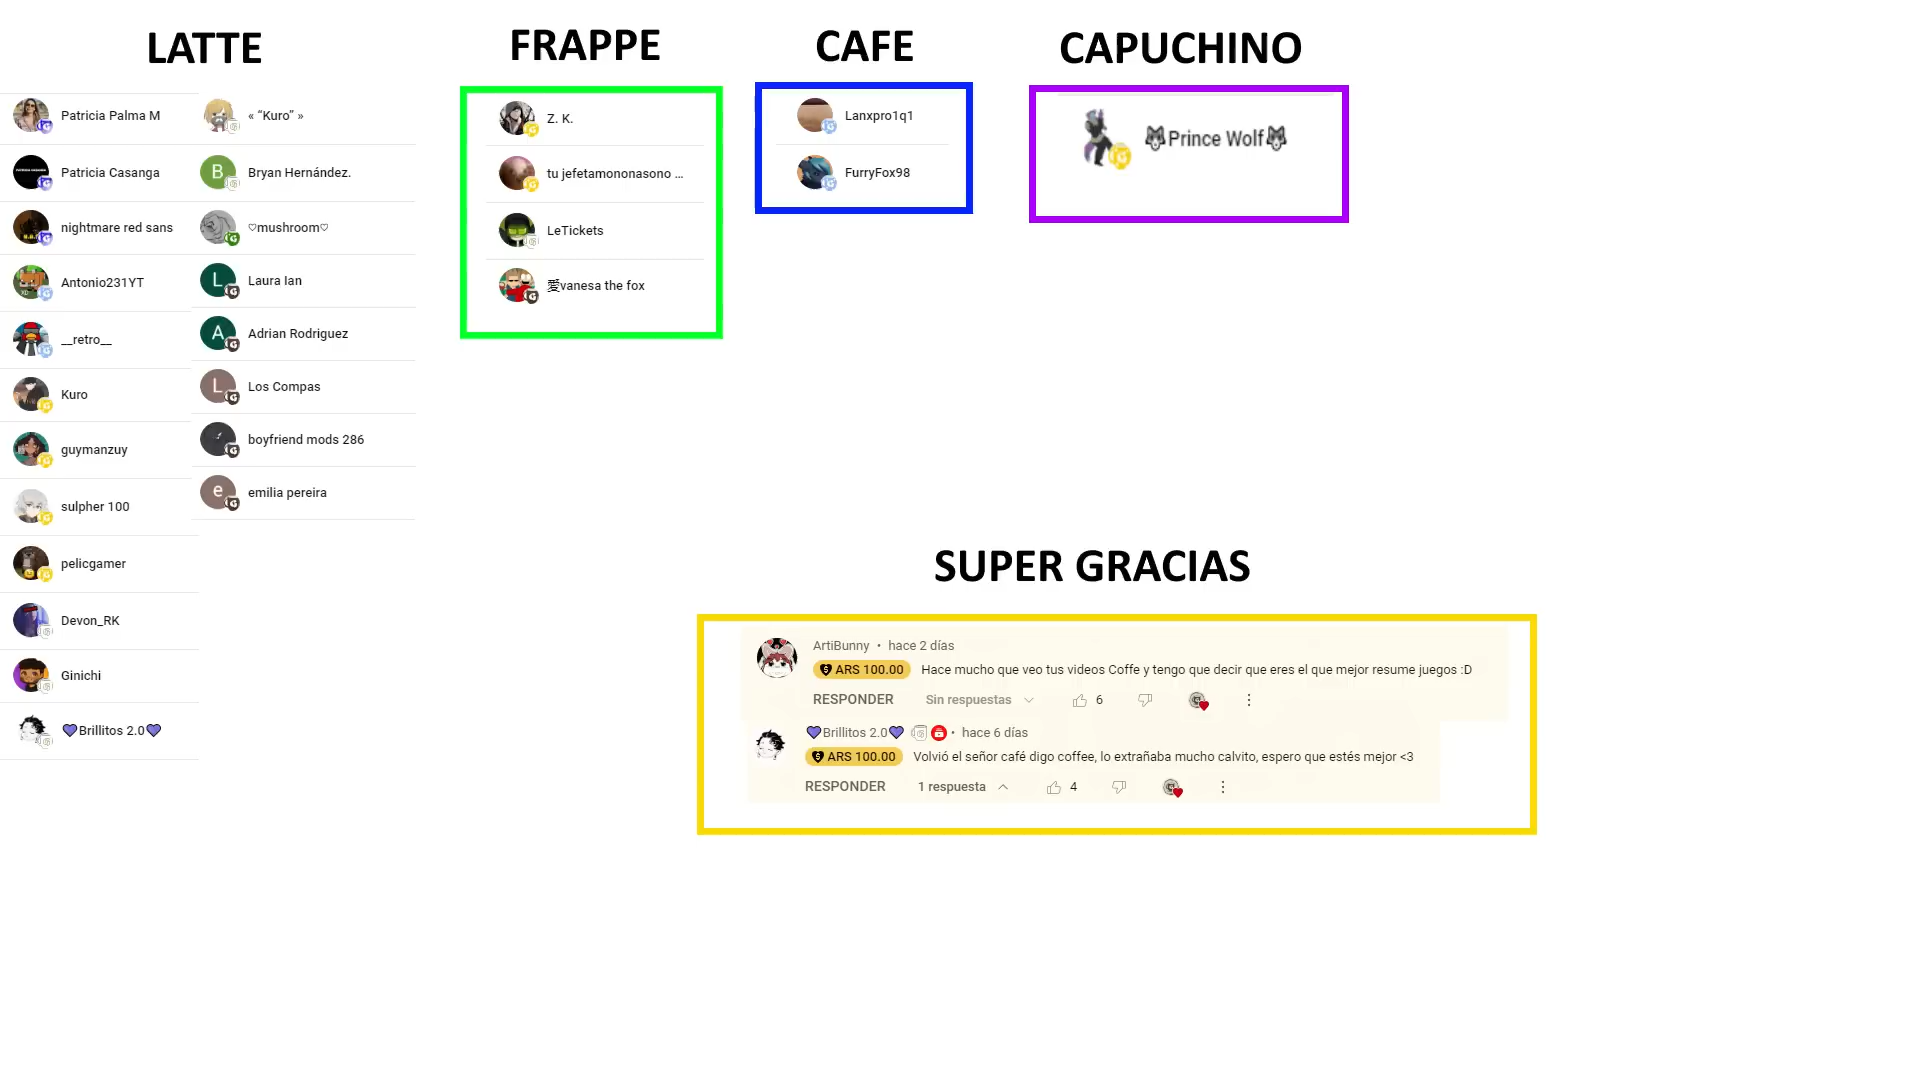 LATTE
Patricia Palma M
Patricia Casanga
nightmare red sans
Antonio231YT
__retro__
Kuro
guymanzuy
sulpher 100
pelicgamer
Devon_RK
Ginichi
💜Brillitos 2.0💜
« “Kuro” »
B
Bryan Hernández.
♡mushroom♡
L
Laura Ian
A
Adrian Rodriguez
L
Los Compas
boyfriend mods 286
e
emilia pereira
FRAPPE
Z. K.
tu jefetamononasono ...
LeTickets
愛vanesa the fox
CAFE
Lanxpro1q1
FurryFox98
CAPUCHINO
🐺Prince Wolf🐺
SUPER GRACIAS
ArtiBunny • hace 2 días
ARS 100.00 Hace mucho que veo tus videos Coffe y tengo que decir que eres el que mejor resume juegos :D
RESPONDER Sin respuestas 6
💜Brillitos 2.0💜 • hace 6 días
ARS 100.00 Volvió el señor café digo coffee, lo extrañaba mucho calvito, espero que estés mejor <3
RESPONDER 1 respuesta 4